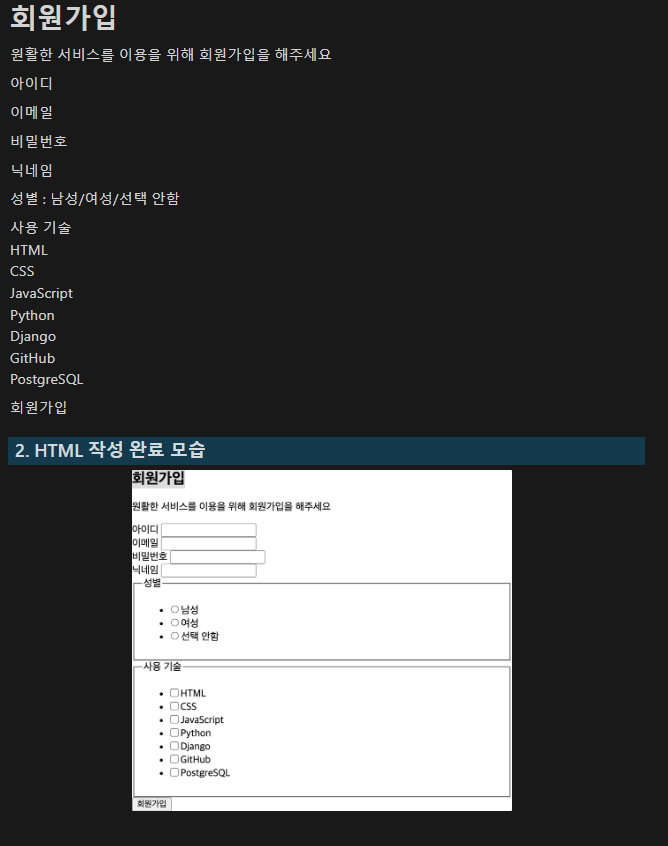 회원가입
원활한 서비스를 이용을 위해 회원가입을 해주세요
아이디
이메일
비밀번호
닉네임
성별 : 남성/여성/선택 안함
사용 기술
HTML
CSS
JavaScript
Python
Django
GitHub
PostgreSQL
회원가입
2. HTML 작성 완료 모습
회원가입
원활한 서비스를 이용을 위해 회원가입을 해주세요
아이디
이메일
비밀번호
닉네임
성별
남성
여성
선택 안함
사용 기술
HTML
CSS
JavaScript
Python
Django
GitHub
PostgreSQL
회원가입